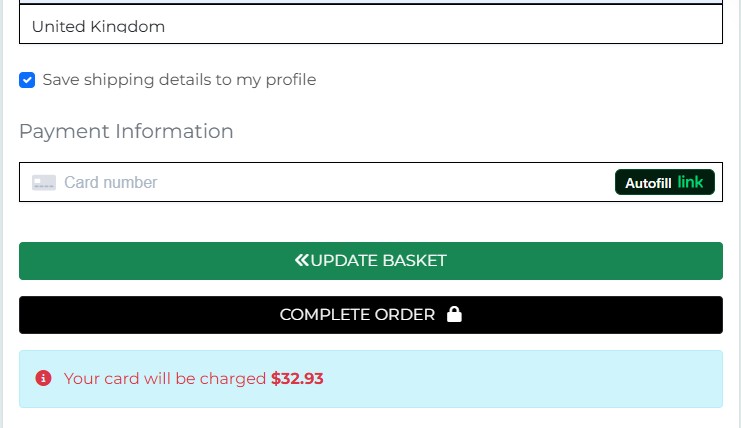 United Kingdom
Save shipping details to my profile
Payment Information
Card number Autofill link
UPDATE BASKET
COMPLETE ORDER
Your card will be charged $32.93